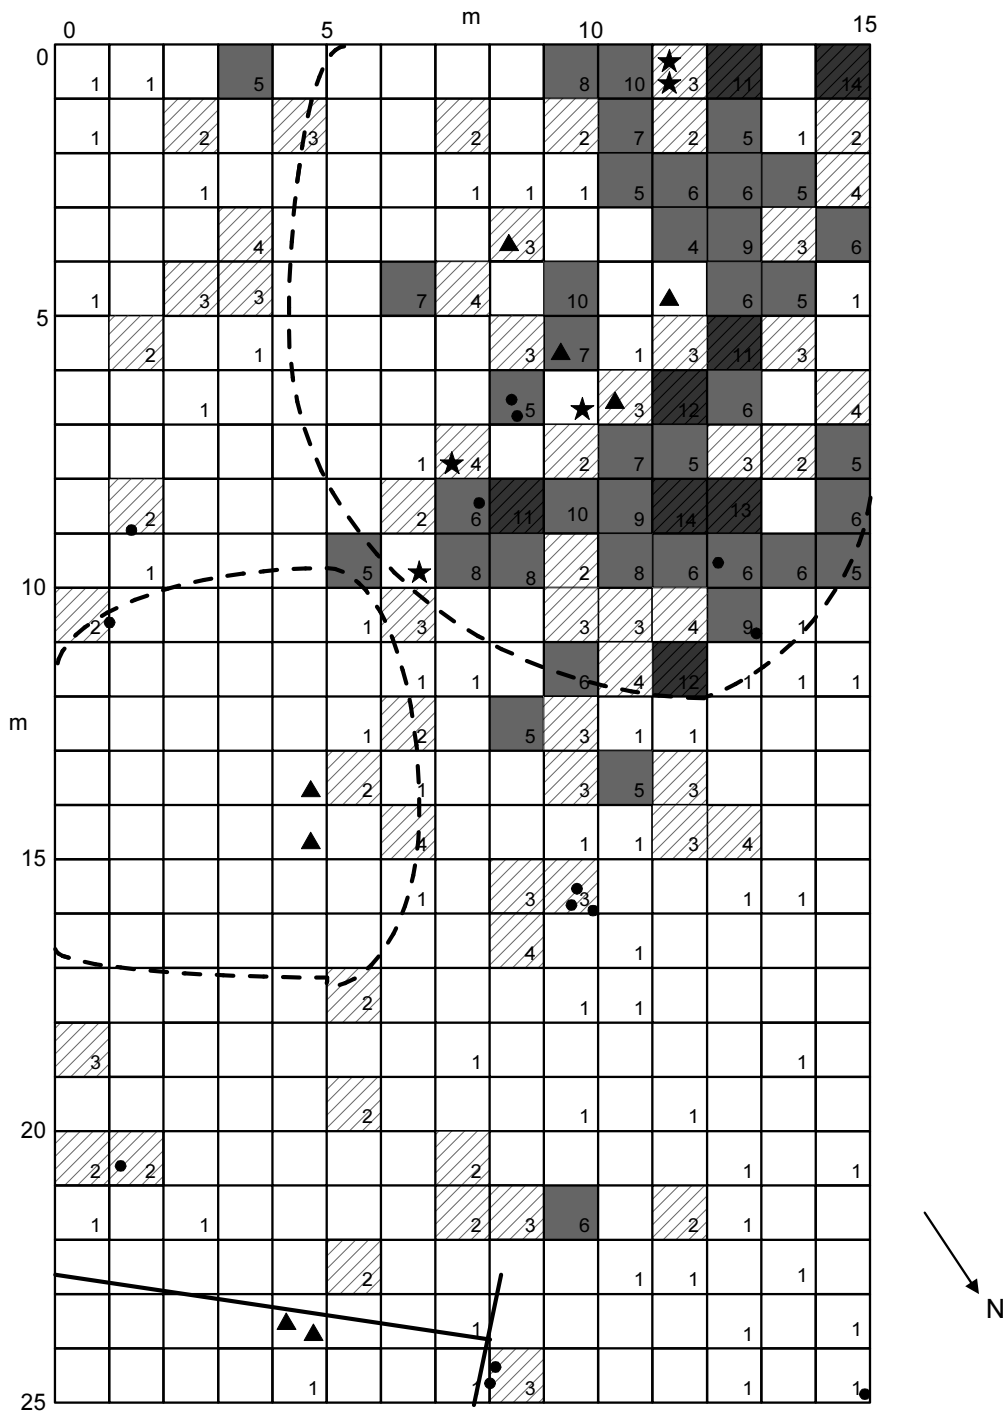 0 5 m 10 15
0
1 1 5 8 10 3 11 14
1 2 3 2 2 7 2 5 1 2
1 1 1 1 5 6 6 5 4
4 3 4 9 3 6
1 3 3 7 4 10 6 5 1
5
2 1 3 7 1 3 11 3
1 5 3 12 6 4
1 4 2 7 5 3 2 5
2 2 6 11 10 9 14 13 6
1 5 8 8 2 8 6 6 6 5
10
2 1 3 3 3 4 9 1
1 1 6 4 12 1 1 1
m
1 2 5 3 1 1
2 1 3 5 3
4 1 1 3 4
15
1 3 3 1 1
4 1
2 1 1
3 1 1
2 1 1
20
2 2 2 1 1
1 1 2 3 6 2 1
2 1 1 1
1 1 1
1 1 3 1 1
25
N